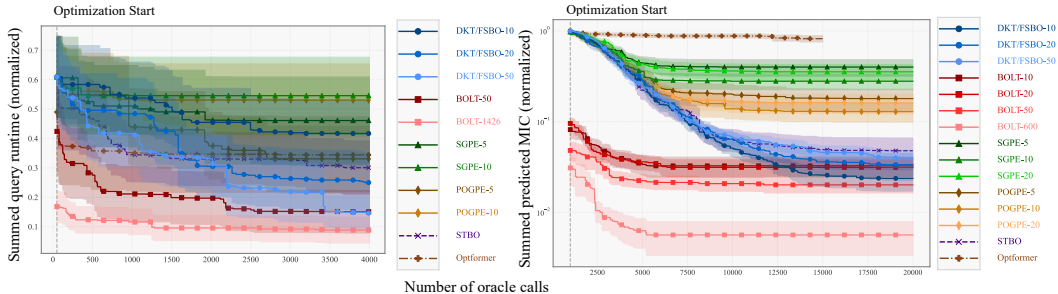 Optimization Start
Summed query runtime (normalized)
0.7
0.6
0.5
0.4
0.3
0.2
0.1
0
500
1000
1500
2000
2500
3000
3500
4000
DKT/FSBO-10
DKT/FSBO-20
DKT/FSBO-50
BOLT-50
BOLT-1426
SGPE-5
SGPE-10
POGPE-5
POGPE-10
STBO
Optformer
Optimization Start
Summed predicted MIC (normalized)
10⁰
10⁻¹
10⁻²
2500
5000
7500
10000
12500
15000
17500
20000
DKT/FSBO-10
DKT/FSBO-20
DKT/FSBO-50
BOLT-10
BOLT-20
BOLT-50
BOLT-600
SGPE-5
SGPE-10
SGPE-20
POGPE-5
POGPE-10
POGPE-20
STBO
Optformer
Number of oracle calls